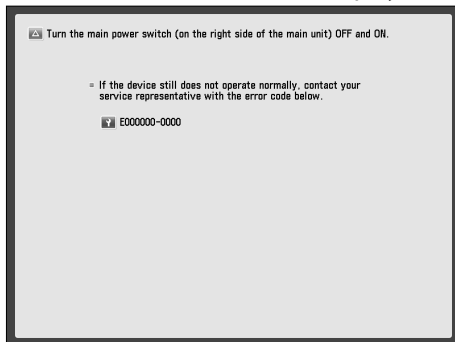 Turn the main power switch (on the right side of the main unit) OFF and ON.
If the device still does not operate normally, contact your
service representative with the error code below.
E000000-0000